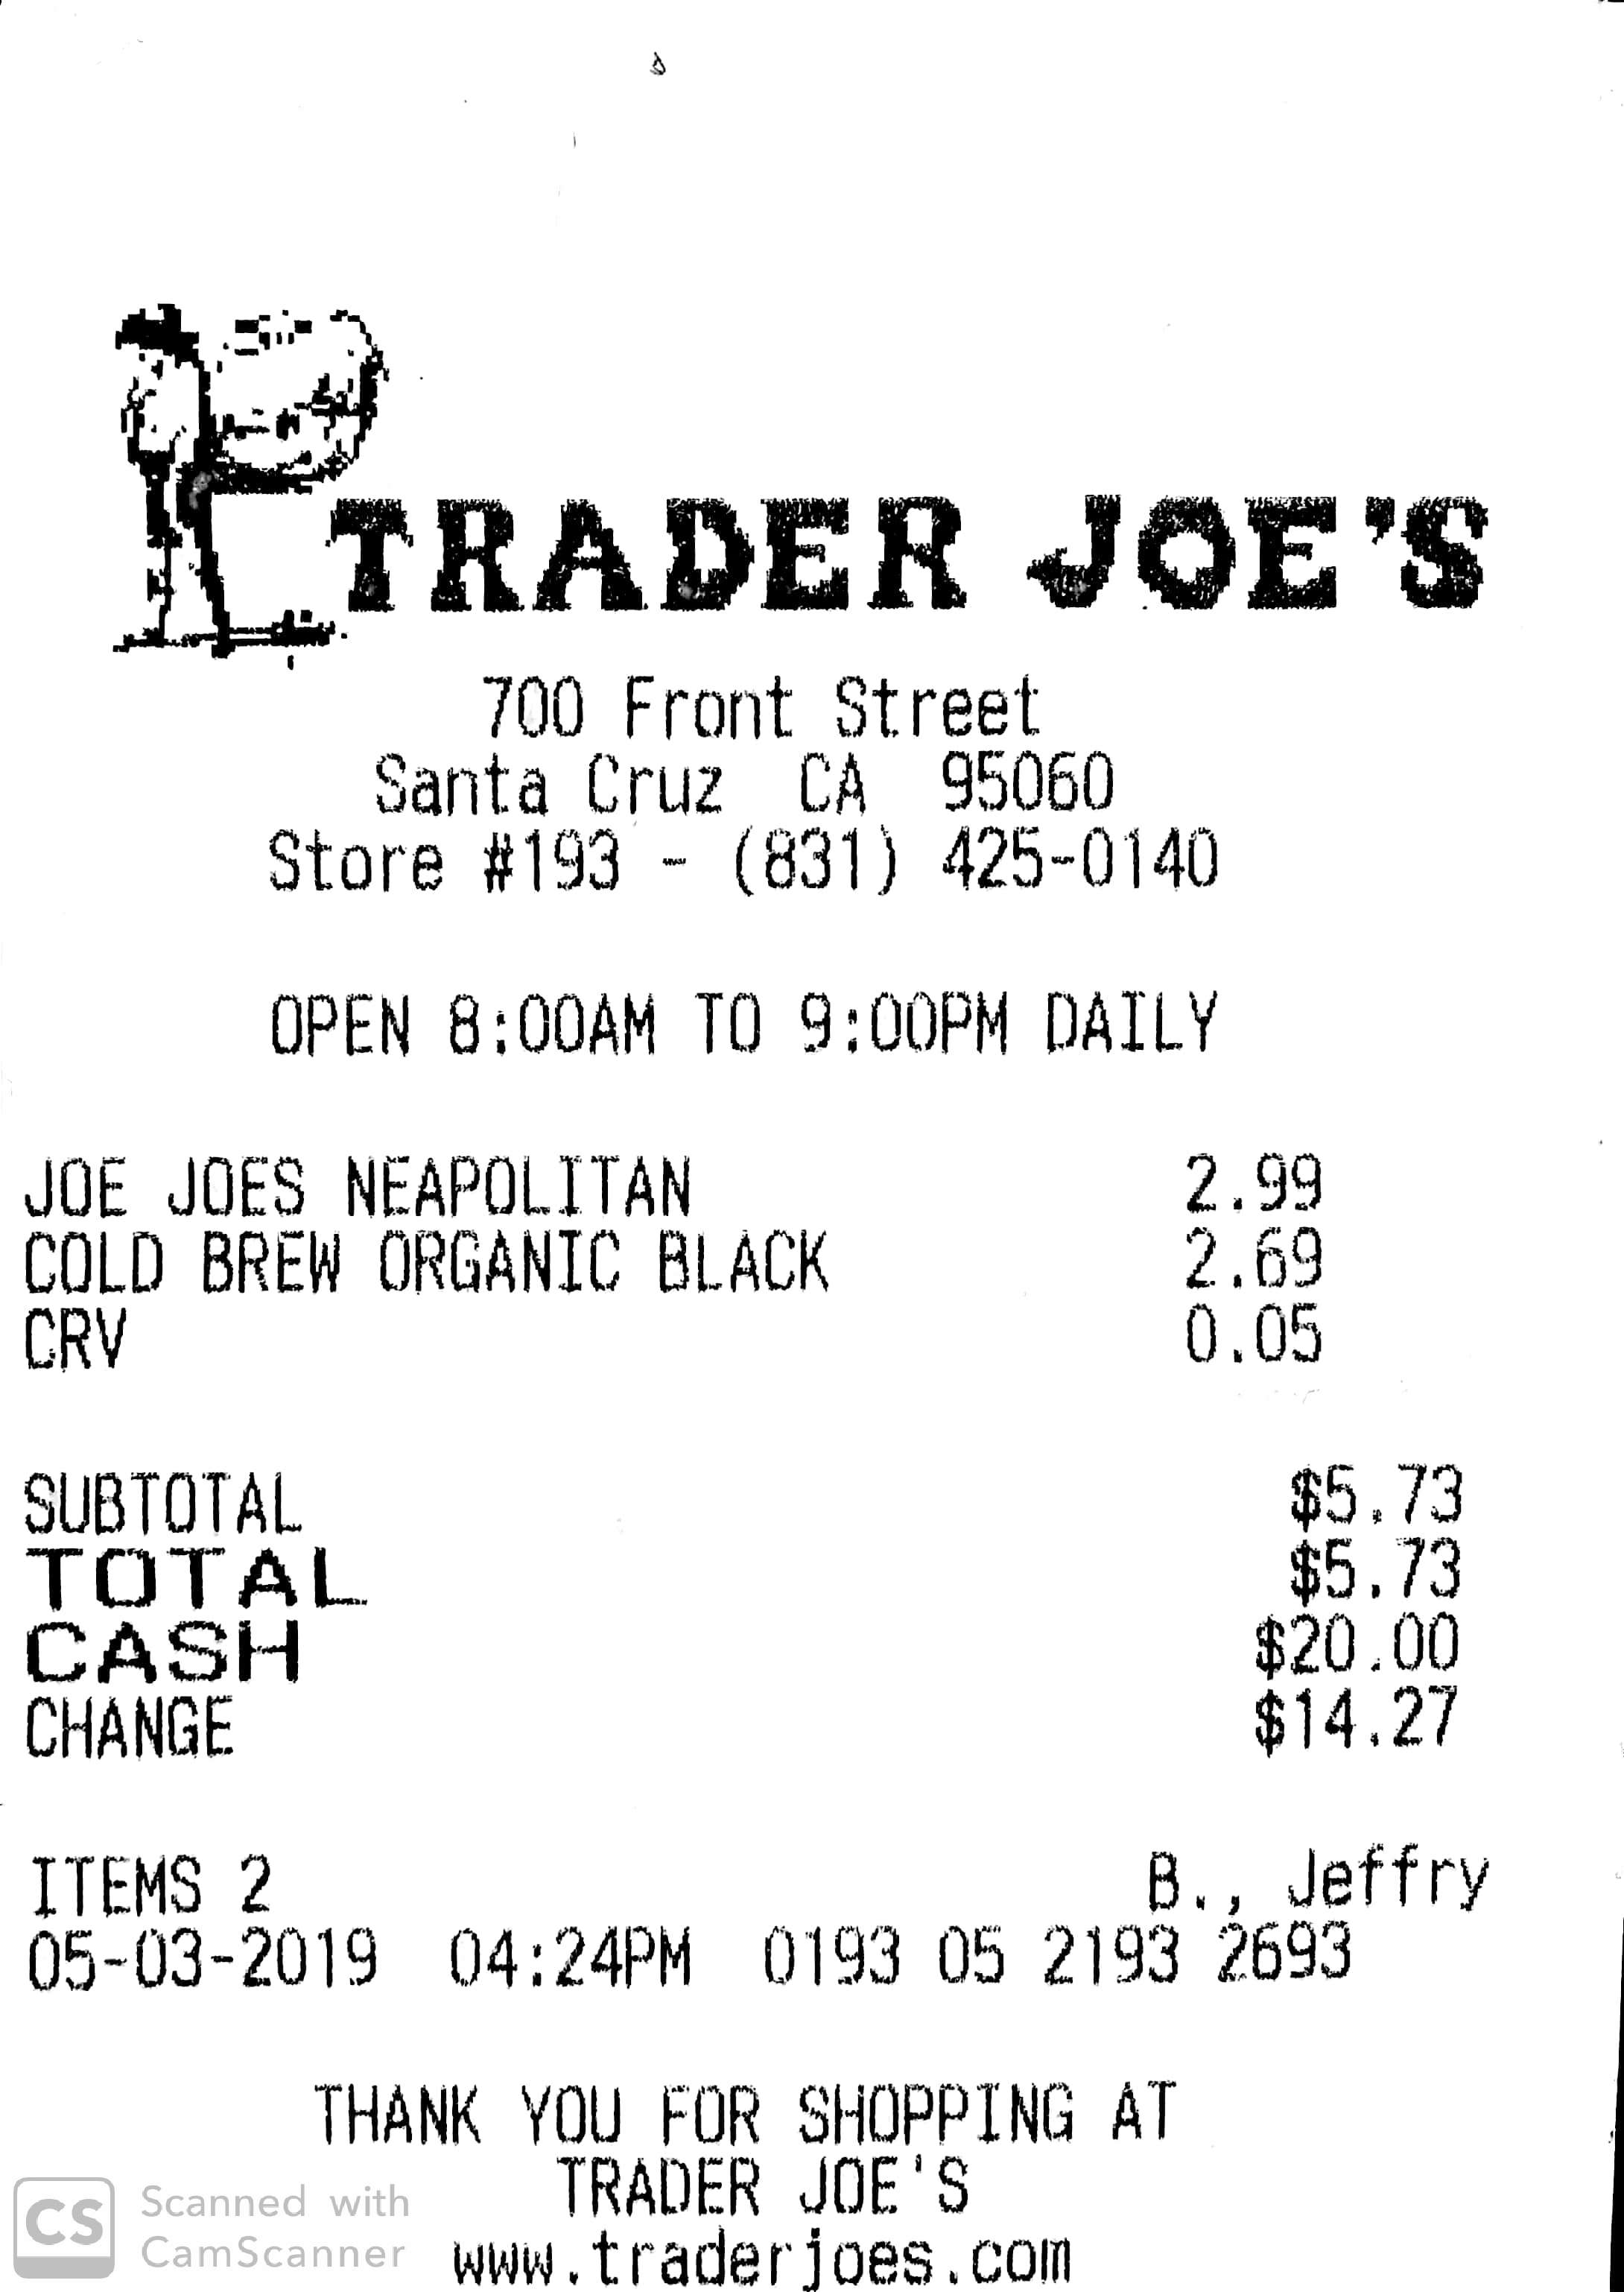 TRADER JOE'S
700 Front Street
Santa Cruz CA 95060
Store #193 - (831) 425-0140
OPEN 8:00AM TO 9:00PM DAILY
JOE JOES NEAPOLITAN 2.99
COLD BREW ORGANIC BLACK 2.69
CRV 0.05
SUBTOTAL $5.73
TOTAL $5.73
CASH $20.00
CHANGE $14.27
ITEMS 2 B., Jeffry
05-03-2019 04:24PM 0193 05 2193 2693
THANK YOU FOR SHOPPING AT
TRADER JOE'S
www.traderjoes.com
CS Scanned with
CamScanner